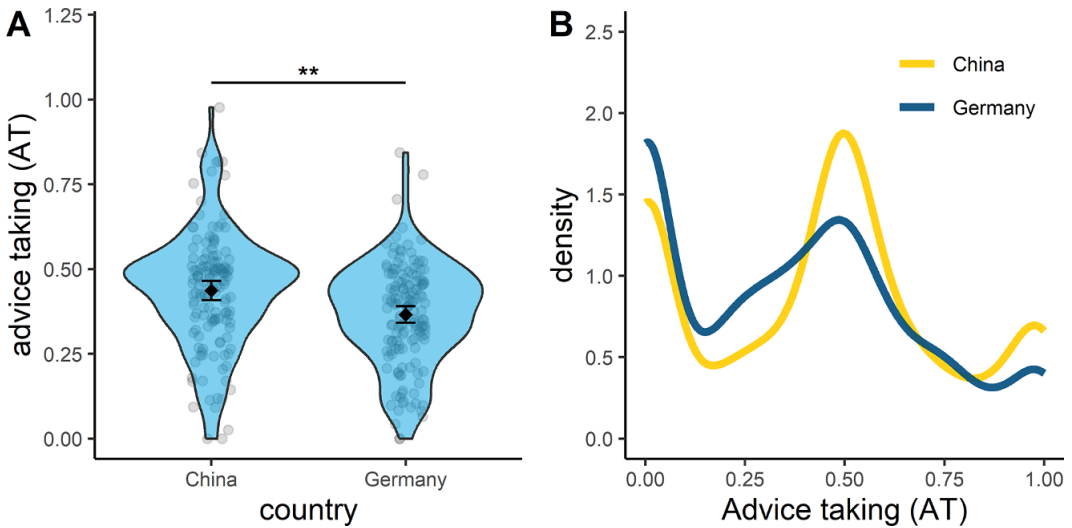 A
1.25
1.00
0.75
0.50
0.25
0.00
advice taking (AT)
**
China
Germany
country
B
2.5
2.0
1.5
1.0
0.5
0.0
density
China
Germany
0.00
0.25
0.50
0.75
1.00
Advice taking (AT)